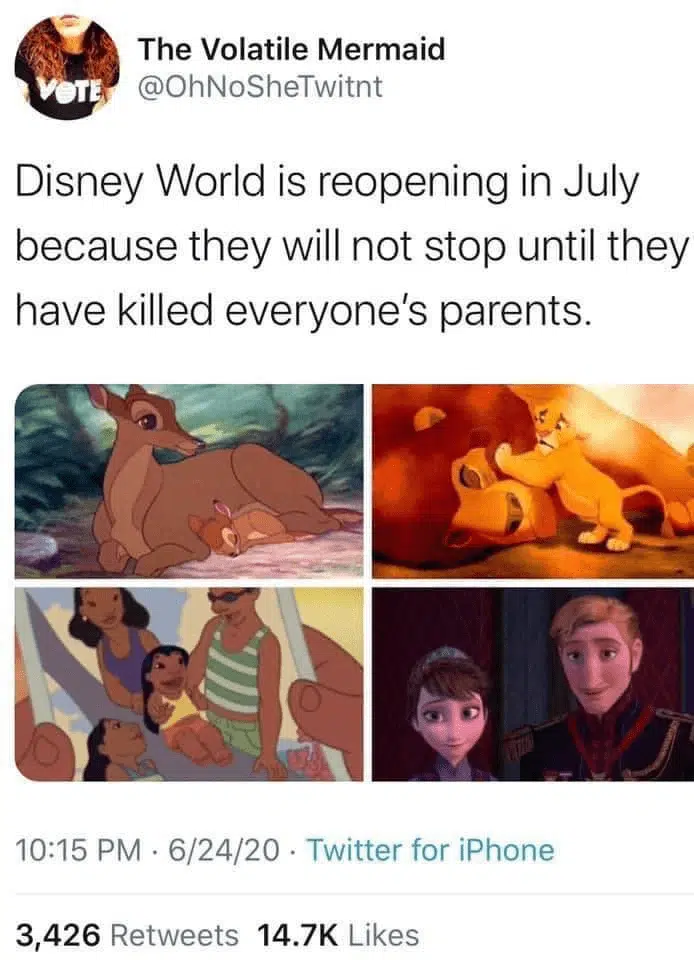 The Volatile Mermaid
VOTE
@OhNoSheTwitnt
Disney World is reopening in July
because they will not stop until they
have killed everyone's parents.
10:15 PM · 6/24/20 · Twitter for iPhone
3,426 Retweets 14.7K Likes